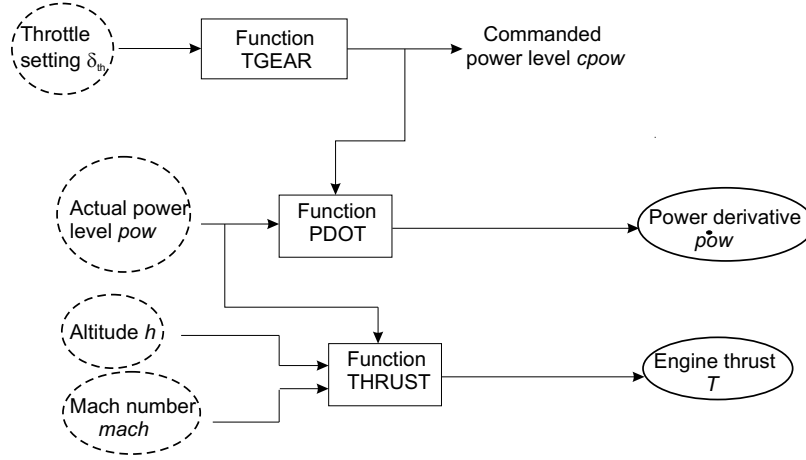 Throttle
setting δth
Function
TGEAR
Commanded
power level cpow
Actual power
level pow
Function
PDOT
Power derivative
ṗow
Altitude h
Mach number
mach
Function
THRUST
Engine thrust
T